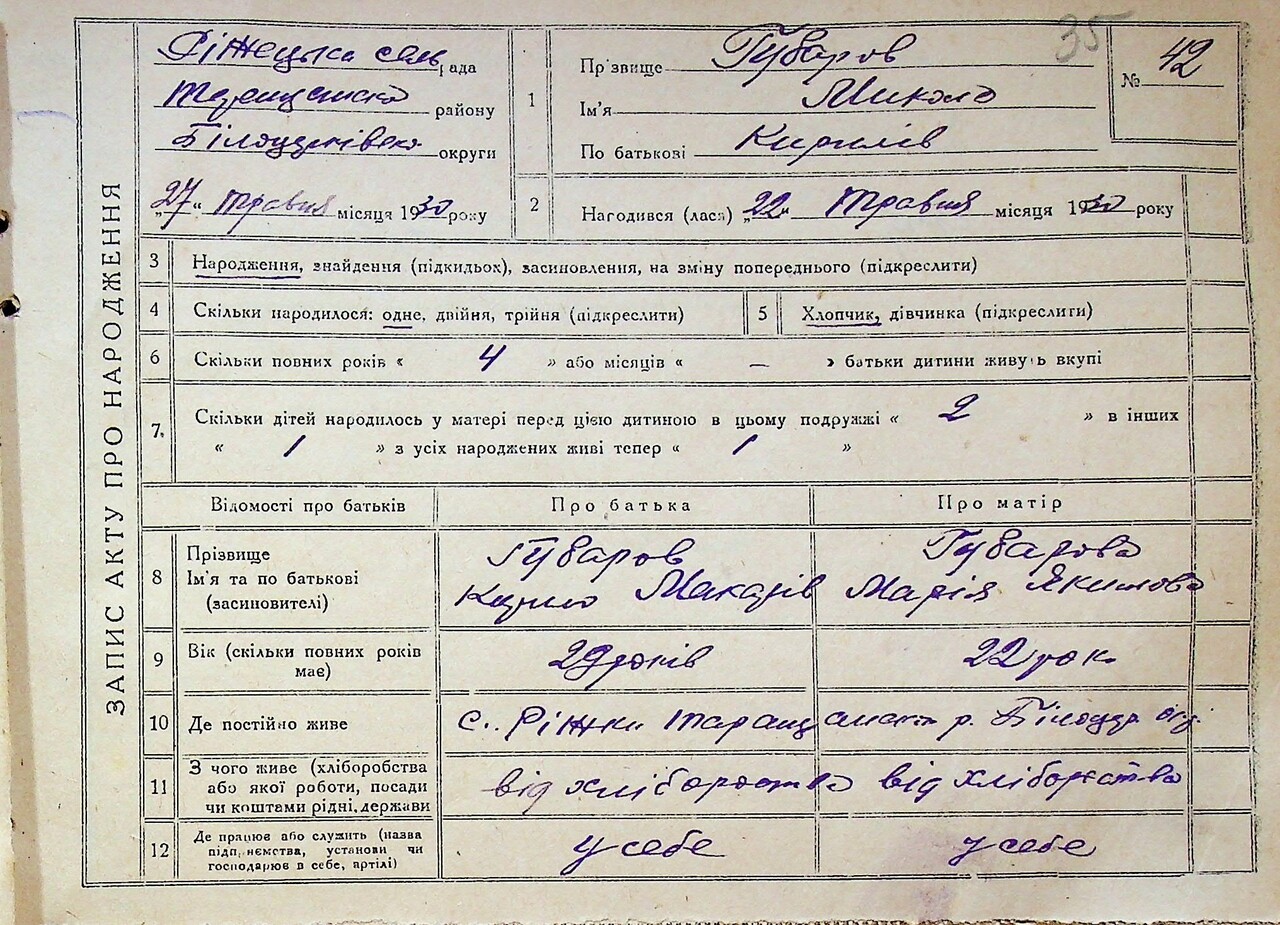 ЗАПИС АКТУ ПРО НАРОДЖЕННЯ
35
Ріжецька сельрада
Таращанська району
Білоцерківська округи
„27“ травня місяця 1930 року
1
Прізвище Губаров
Ім'я Микола
По батькові Кирилів
№ 42
2
Народився (лася) „22“ травня місяця 1930 року
3 Народження, знайдення (підкидьок), засиновлення, на зміну попереднього (підкреслити)
4 Скільки народилося: одне, двійня, трійня (підкреслити)
5 Хлопчик, дівчинка (підкреслити)
6 Скільки повних років « 4 » або місяців « — » батьки дитини живуть вкупі
7. Скільки дітей народилось у матері перед цією дитиною в цьому подружжі « 2 » в інших
« 1 » з усіх народжених живі тепер « 1 »
Відомості про батьків Про батька Про матір
8 Прізвище
Ім'я та по батькові
(засиновителі)
Губаров
Кирило Макарів
Губарова
Марія Якимова
9 Вік (скільки повних років
має)
29 років 22 рок.
10 Де постійно живе с. Ріжки Таращанськ р. Білоцер. окр.
11 З чого живе (хліборобства
або якої роботи, посади
чи коштами рідні, держави
від хліборобства від хліборобства
12 Де працює або служить (назва
підприємства, установи чи
господарює в себе, артілі)
у себе у себе